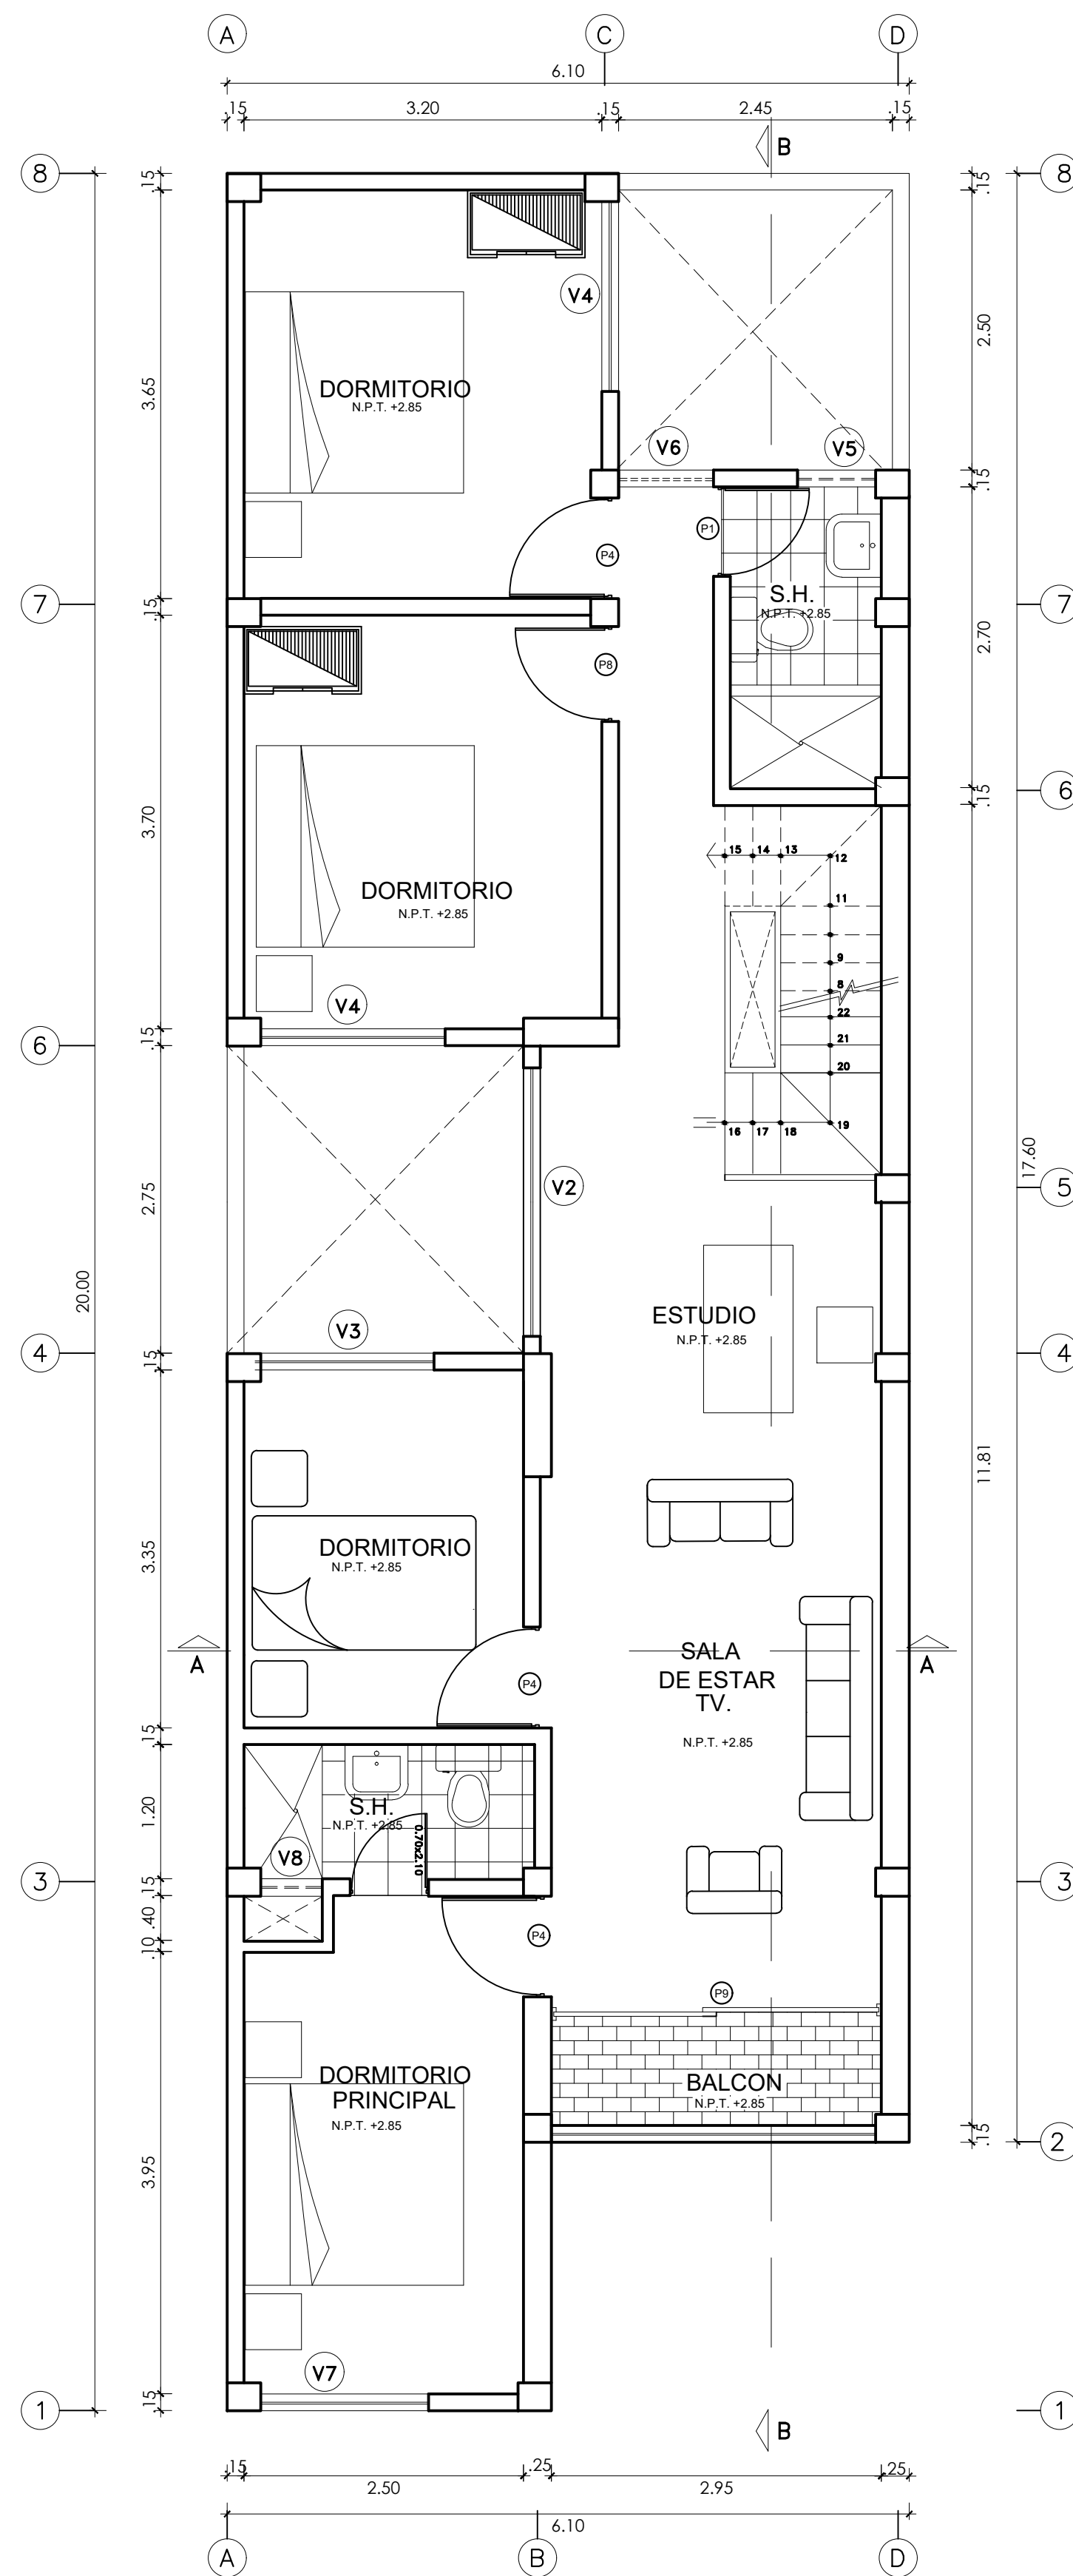 A
C
D
6.10
.15
3.20
.15
2.45
.15
B
8
8
.15
.15
V4
2.50
3.65
DORMITORIO
N.P.T. +2.85
V6
V5
.15
P1
P4
S.H.
N.P.T. +2.85
7
7
.15
2.70
P8
6
.15
3.70
15
14
13
12
11
DORMITORIO
N.P.T. +2.85
9
8
V4
22
21
6
.15
20
16
17
18
19
17.60
V2
5
2.75
20.00
ESTUDIO
N.P.T. +2.85
V3
4
4
.15
11.81
3.35
DORMITORIO
N.P.T. +2.85
A
A
SALA
DE ESTAR
TV.
N.P.T. +2.85
P4
.15
1.20
S.H.
N.P.T. +2.85
0.70x2.10
V8
3
3
.15
.40
P4
.10
P9
DORMITORIO
PRINCIPAL
N.P.T. +2.85
BALCON
N.P.T. +2.85
.15
2
3.95
V7
1
1
.15
B
.15
.25
.25
2.50
2.95
6.10
A
B
D